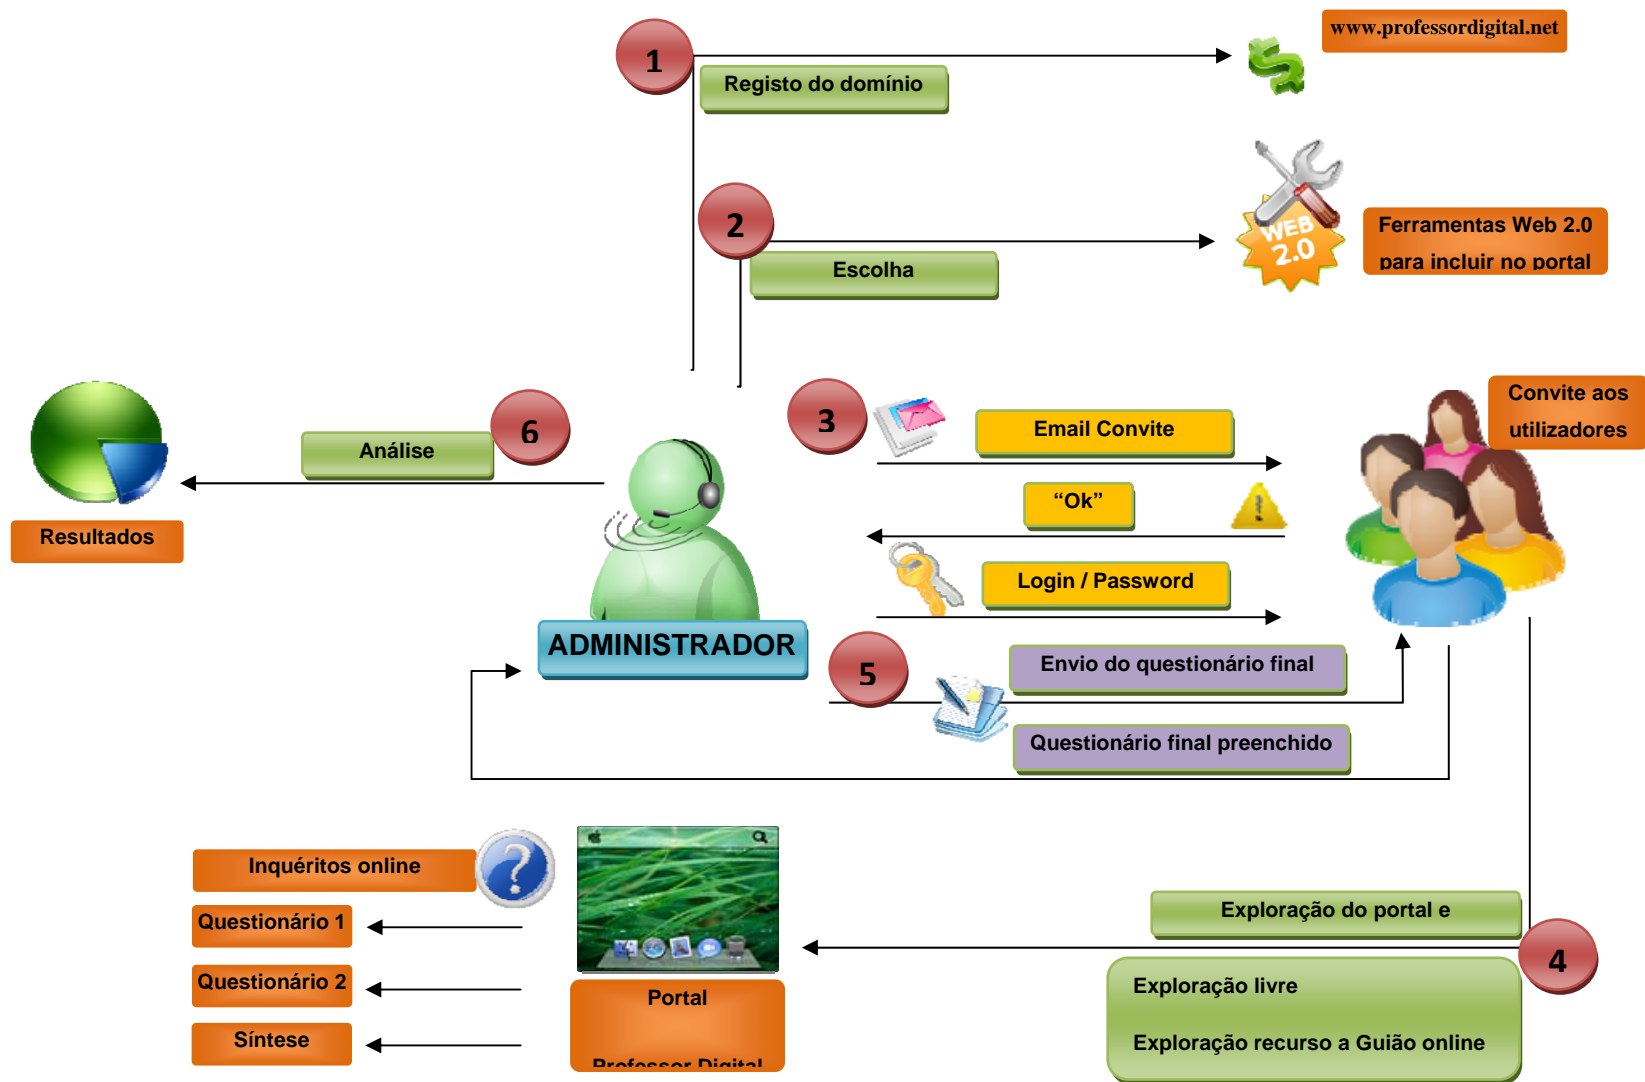 1
www.professordigital.net
Registo do domínio
2
WEB
2.0
Ferramentas Web 2.0
para incluir no portal
Escolha
3
Email Convite
Convite aos
utilizadores
6
Análise
"Ok"
Resultados
Login / Password
ADMINISTRADOR
5
Envio do questionário final
Questionário final preenchido
Inquéritos online
?
Questionário 1
Questionário 2
Síntese
Portal
Professor Digital
Exploração do portal e
4
Exploração livre
Exploração recurso a Guião online